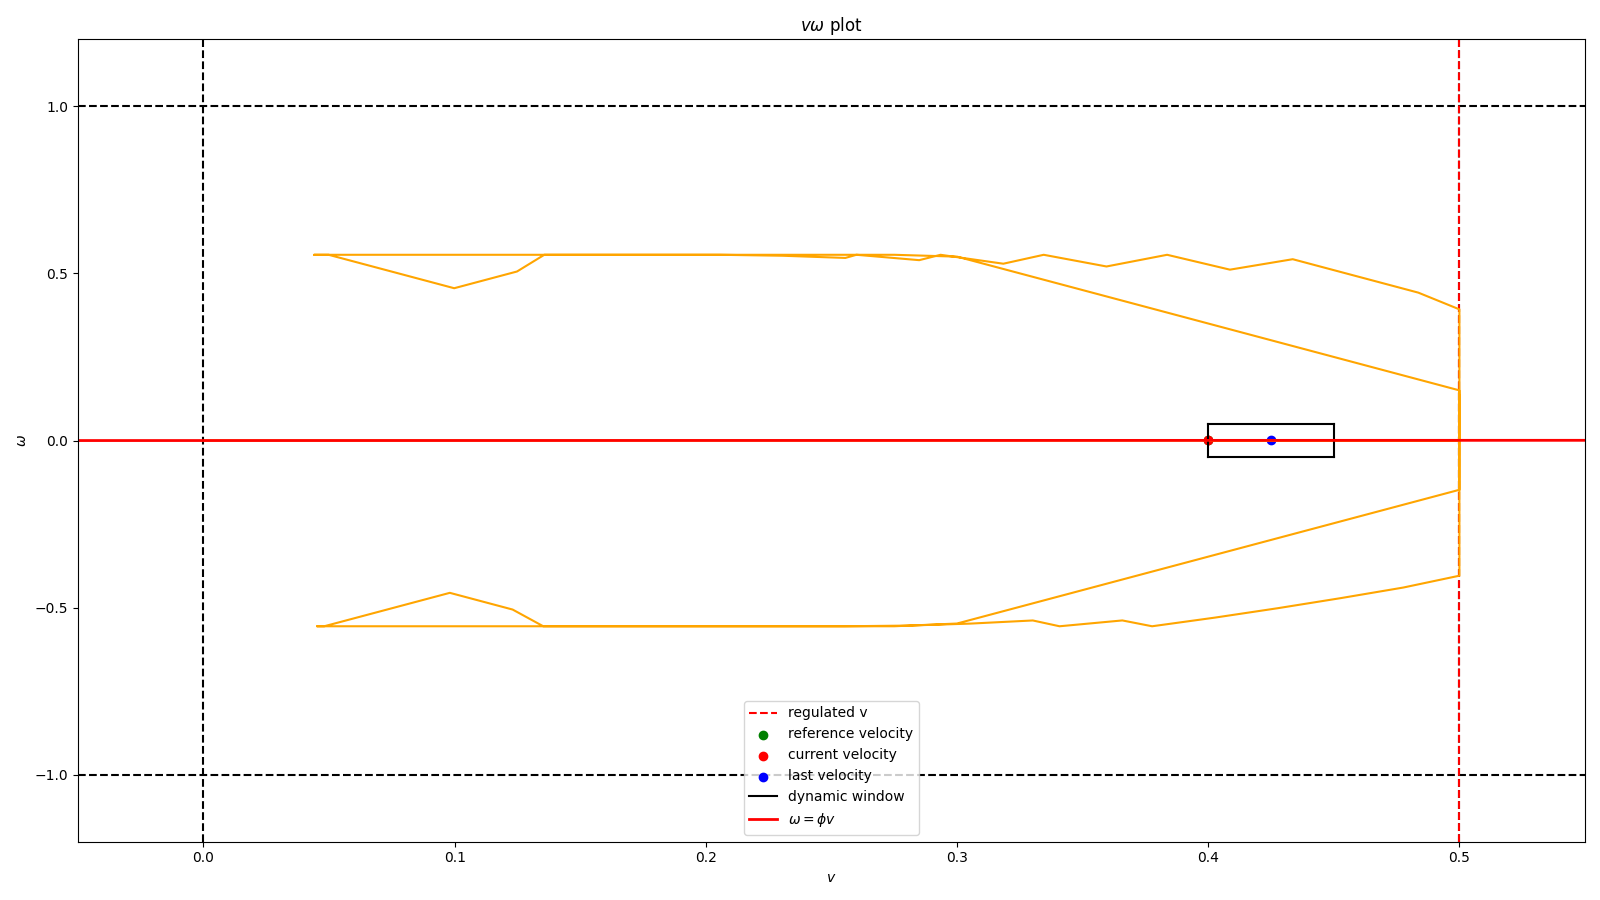 vω plot
1.0
0.5
0.0
−0.5
−1.0
ω
0.0
0.1
0.2
0.3
0.4
0.5
v
regulated v
reference velocity
current velocity
last velocity
dynamic window
ω = ϕv